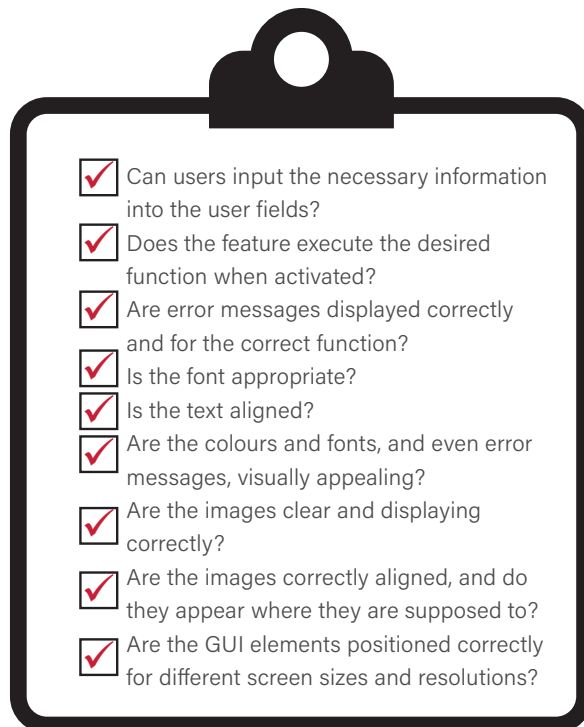 Can users input the necessary information
into the user fields?
Does the feature execute the desired
function when activated?
Are error messages displayed correctly
and for the correct function?
Is the font appropriate?
Is the text aligned?
Are the colours and fonts, and even error
messages, visually appealing?
Are the images clear and displaying
correctly?
Are the images correctly aligned, and do
they appear where they are supposed to?
Are the GUI elements positioned correctly
for different screen sizes and resolutions?